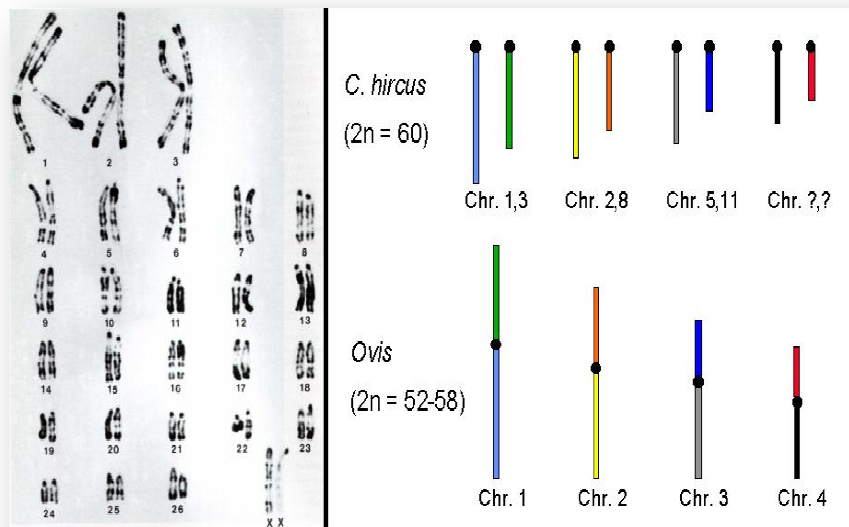 1 2 3
4 5 6 7 8
9 10 11 12 13
14 15 16 17 18
19 20 21 22 23
24 25 26 X X
C. hircus
(2n = 60)
Chr. 1,3 Chr. 2,8 Chr. 5,11 Chr. ?,?
Ovis
(2n = 52-58)
Chr. 1 Chr. 2 Chr. 3 Chr. 4